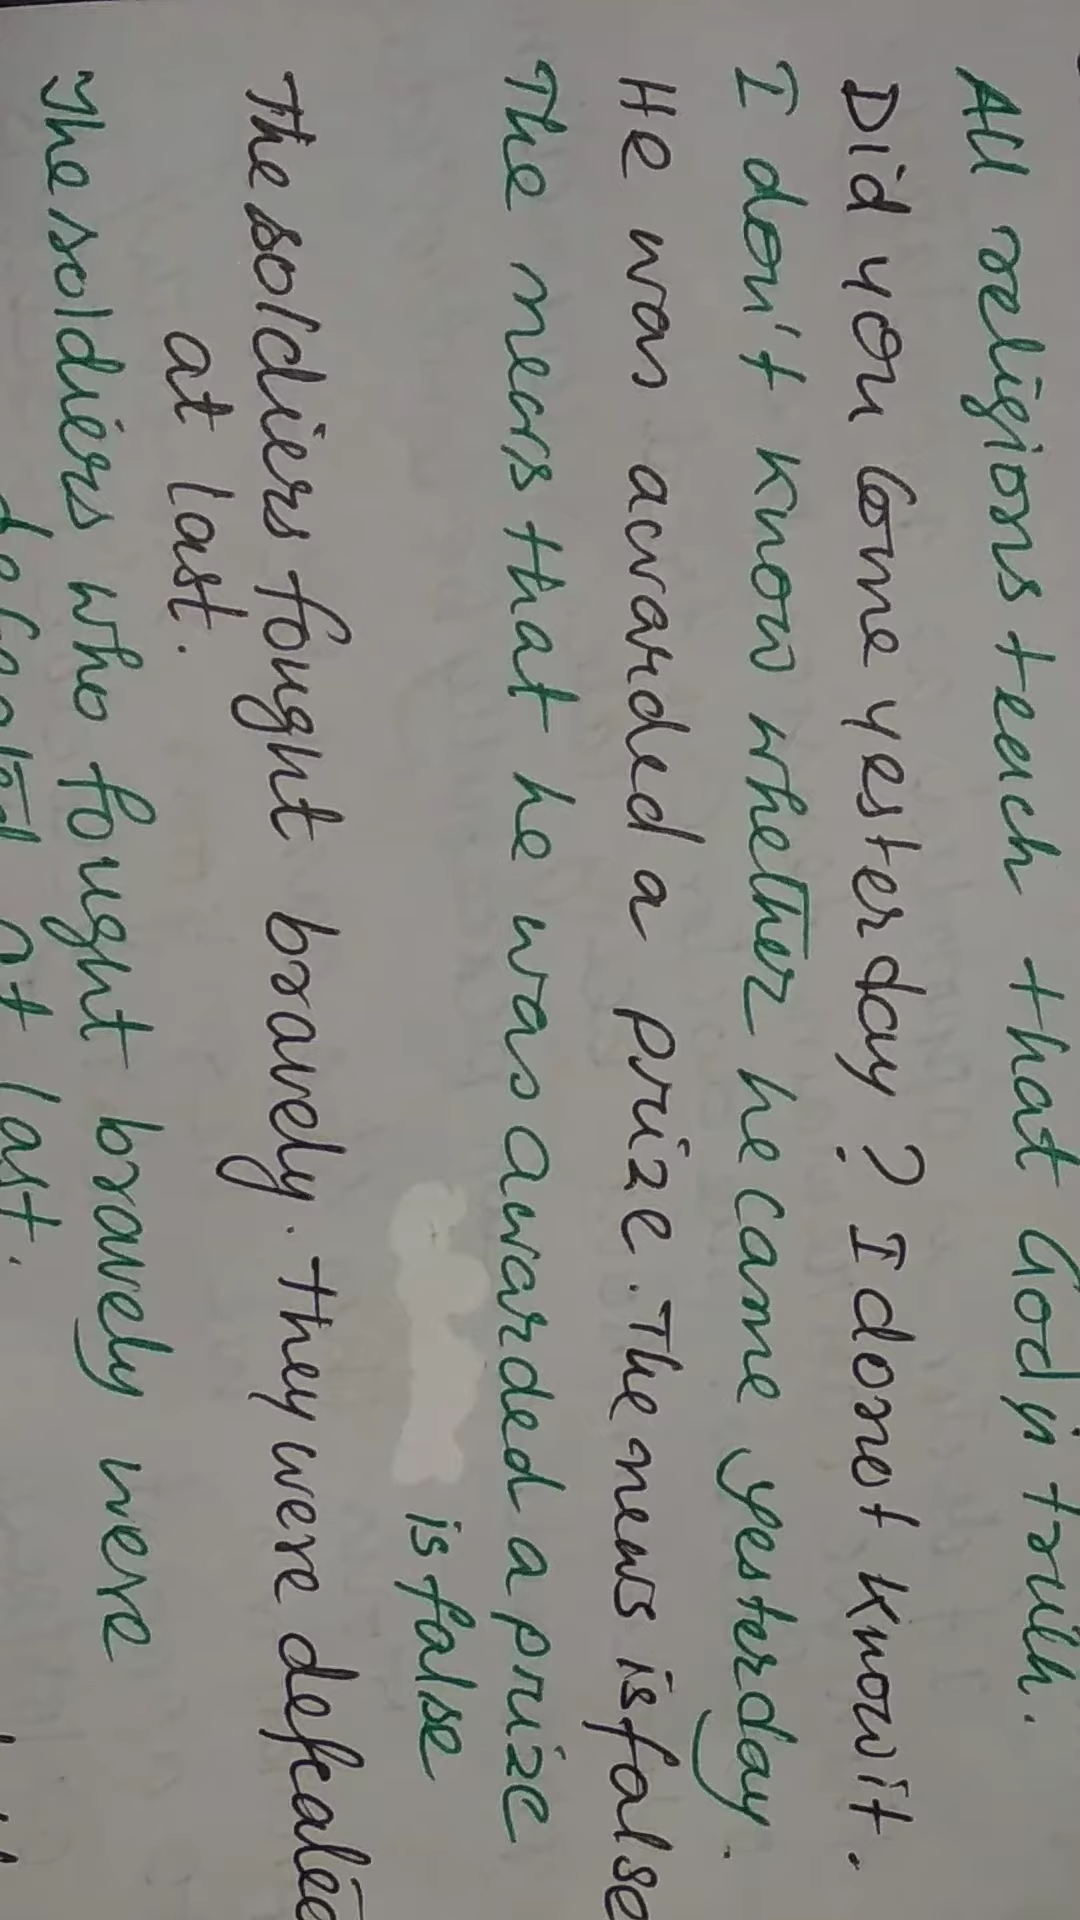 All religions teach that God is truth.
Did you Come yesterday? I donot know it.
I don't know whether he came yesterday.
He was awarded a prize. The news is false
The news that he was awarded a prize
is false
The soldiers fought bravely. They were defeated
at last.
The soldiers who fought bravely were
defeated at last.